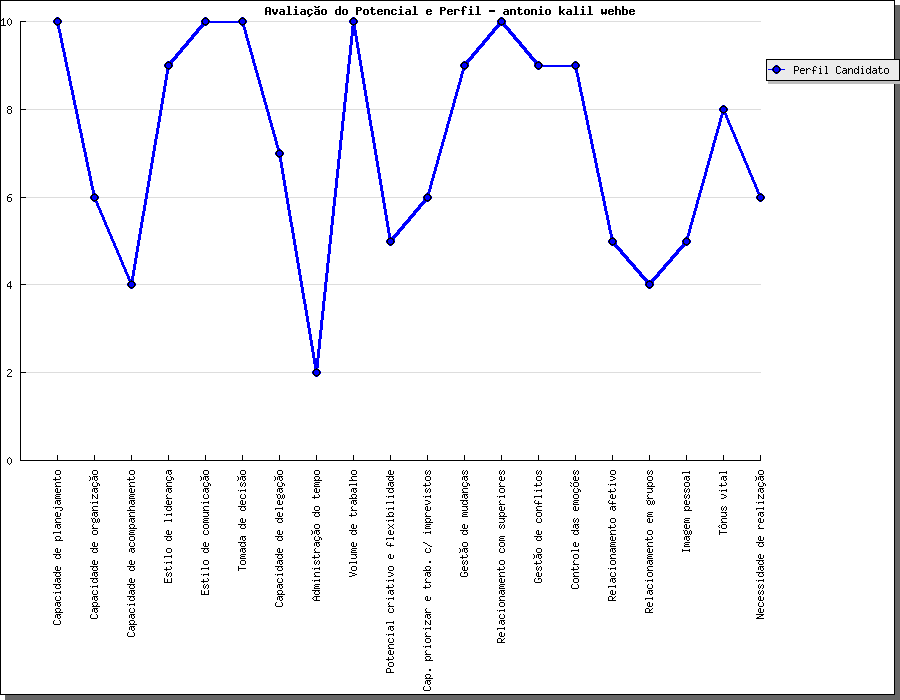 Avaliação do Potencial e Perfil - antonio kalil wehbe
Perfil Candidato
10
8
6
4
2
0
Capacidade de planejamento
Capacidade de organização
Capacidade de acompanhamento
Estilo de liderança
Estilo de comunicação
Tomada de decisão
Capacidade de delegação
Administração do tempo
Volume de trabalho
Potencial criativo e flexibilidade
Cap. priorizar e trab. c/ imprevistos
Gestão de mudanças
Relacionamento com superiores
Gestão de conflitos
Controle das emoções
Relacionamento afetivo
Relacionamento em grupos
Imagem pessoal
Tônus vital
Necessidade de realização